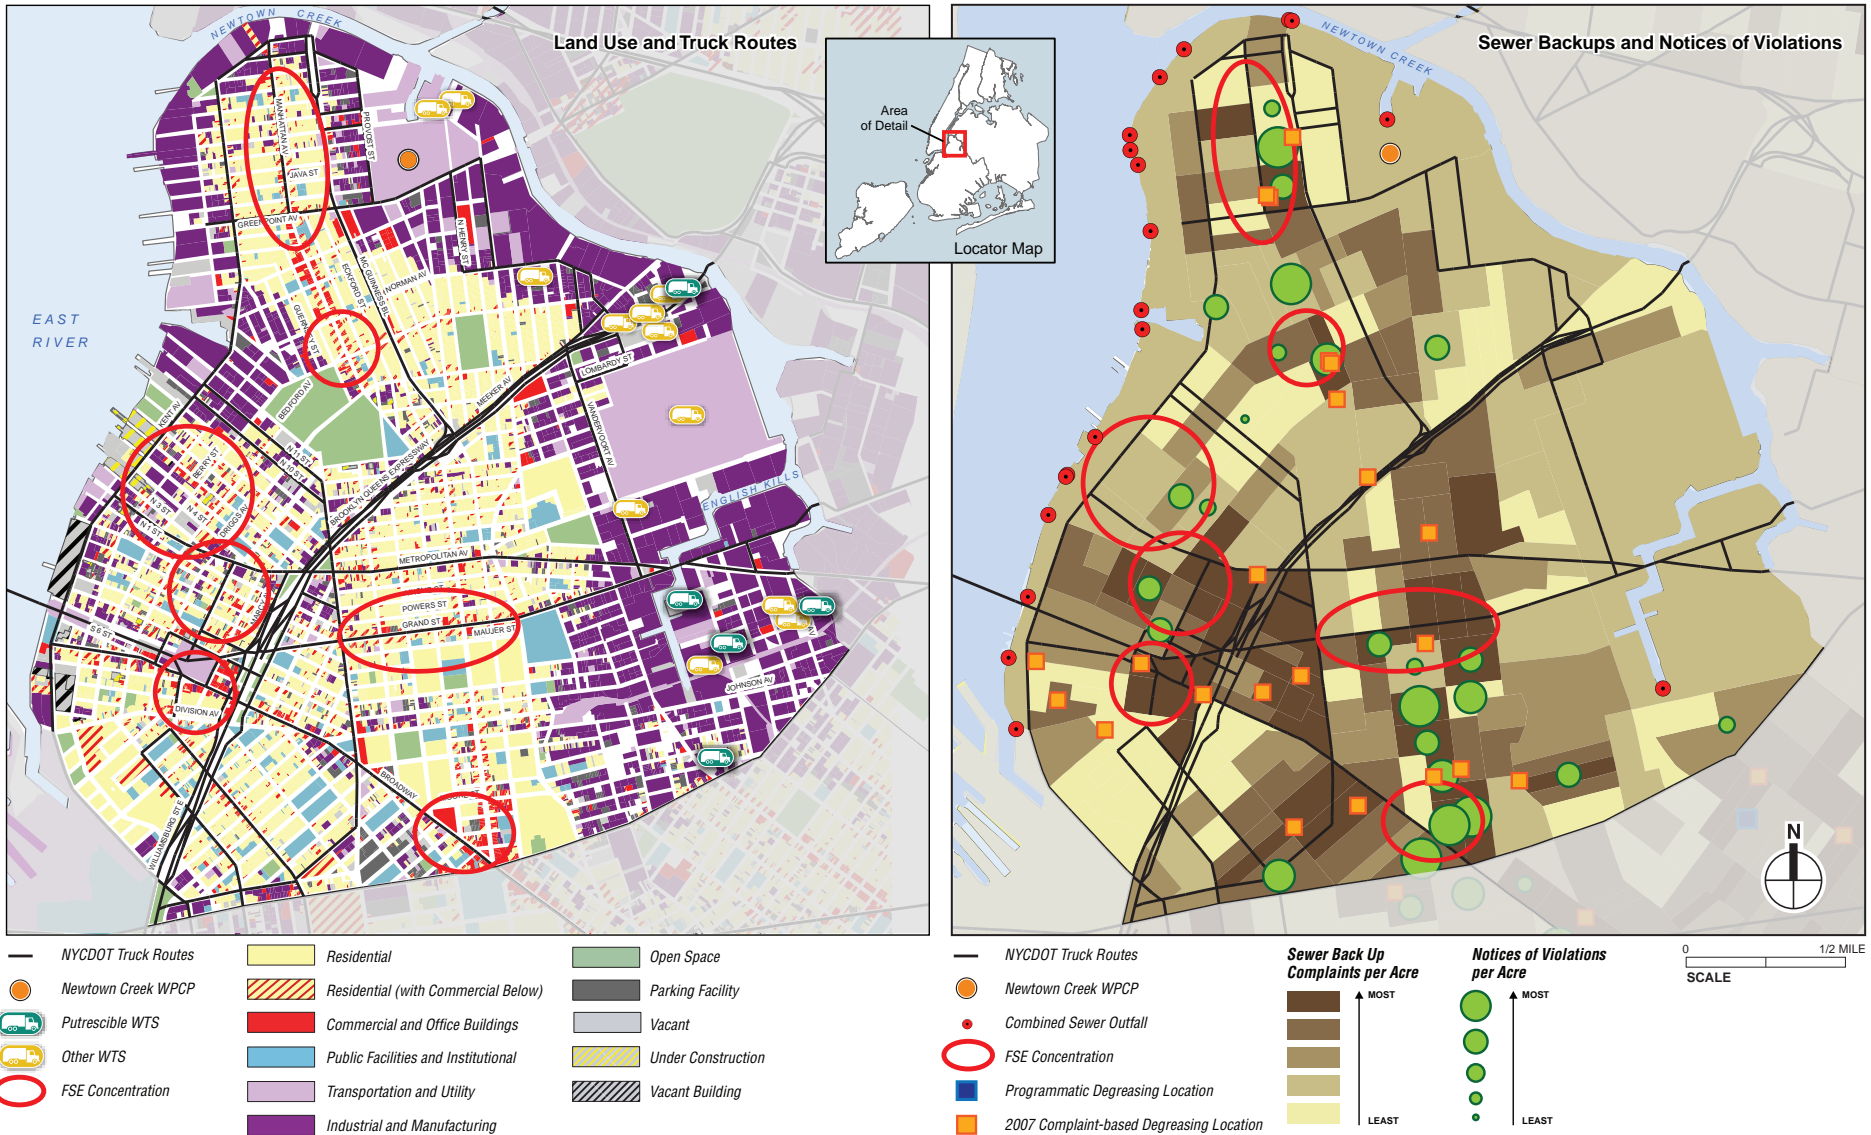 Land Use and Truck Routes
NEWTOWN CREEK
MANHATTAN AV
PROVOST ST
JAVA ST
GREENPOINT AV
N HENRY ST
MC GUINNESS BL
ECKFORD ST
NORMAN AV
GUERNSEY ST
EAST
RIVER
LOMBARDY ST
BEDFORD AV
MEEKER AV
VANDERVOORT AV
KENT AV
BERRY ST
N 11 ST
N 10 ST
BROOKLYN QUEENS EXPRESSWAY
ENGLISH KILLS
N 3 ST
N 4 ST
N 1 ST
DRIGGS AV
METROPOLITAN AV
POWERS ST
GRAND ST
MAUJER ST
S 6 ST
JOHNSON AV
DIVISION AV
BROADWAY
WILLIAMSBURG ST E
Area
of Detail
Locator Map
Sewer Backups and Notices of Violations
NEWTOWN CREEK
N
NYCDOT Truck Routes
Newtown Creek WPCP
Putrescible WTS
Other WTS
FSE Concentration
Residential
Residential (with Commercial Below)
Commercial and Office Buildings
Public Facilities and Institutional
Transportation and Utility
Industrial and Manufacturing
Open Space
Parking Facility
Vacant
Under Construction
Vacant Building
NYCDOT Truck Routes
Newtown Creek WPCP
Combined Sewer Outfall
FSE Concentration
Programmatic Degreasing Location
2007 Complaint-based Degreasing Location
Sewer Back Up
Complaints per Acre
MOST
LEAST
Notices of Violations
per Acre
MOST
LEAST
0 1/2 MILE
SCALE